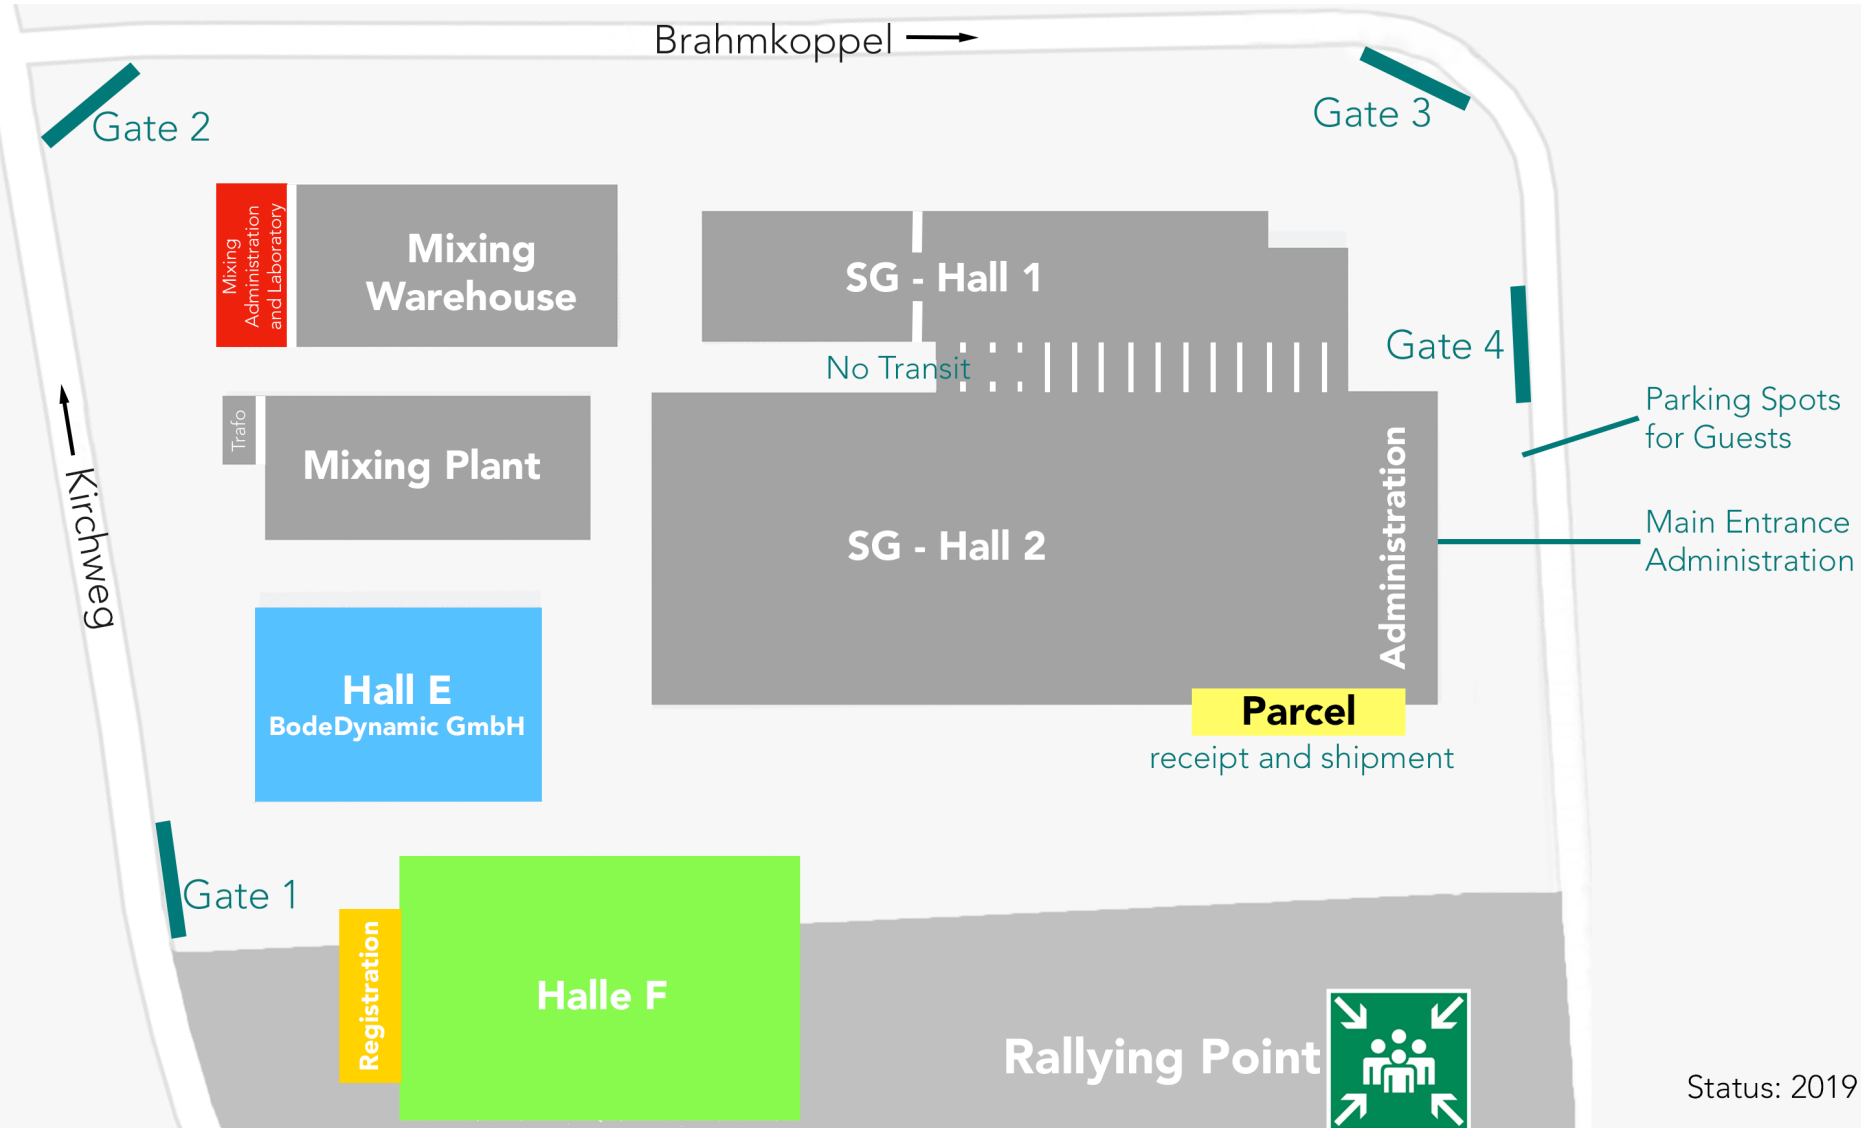 Brahmkoppel
Gate 2
Gate 3
Mixing
Administration
and Laboratory
Mixing
Warehouse
SG - Hall 1
Gate 4
No Transit
Parking Spots
for Guests
Trafo
Mixing Plant
Kirchweg
SG - Hall 2
Administration
Main Entrance
Administration
Hall E
BodeDynamic GmbH
Parcel
receipt and shipment
Gate 1
Registration
Halle F
Rallying Point
Status: 2019